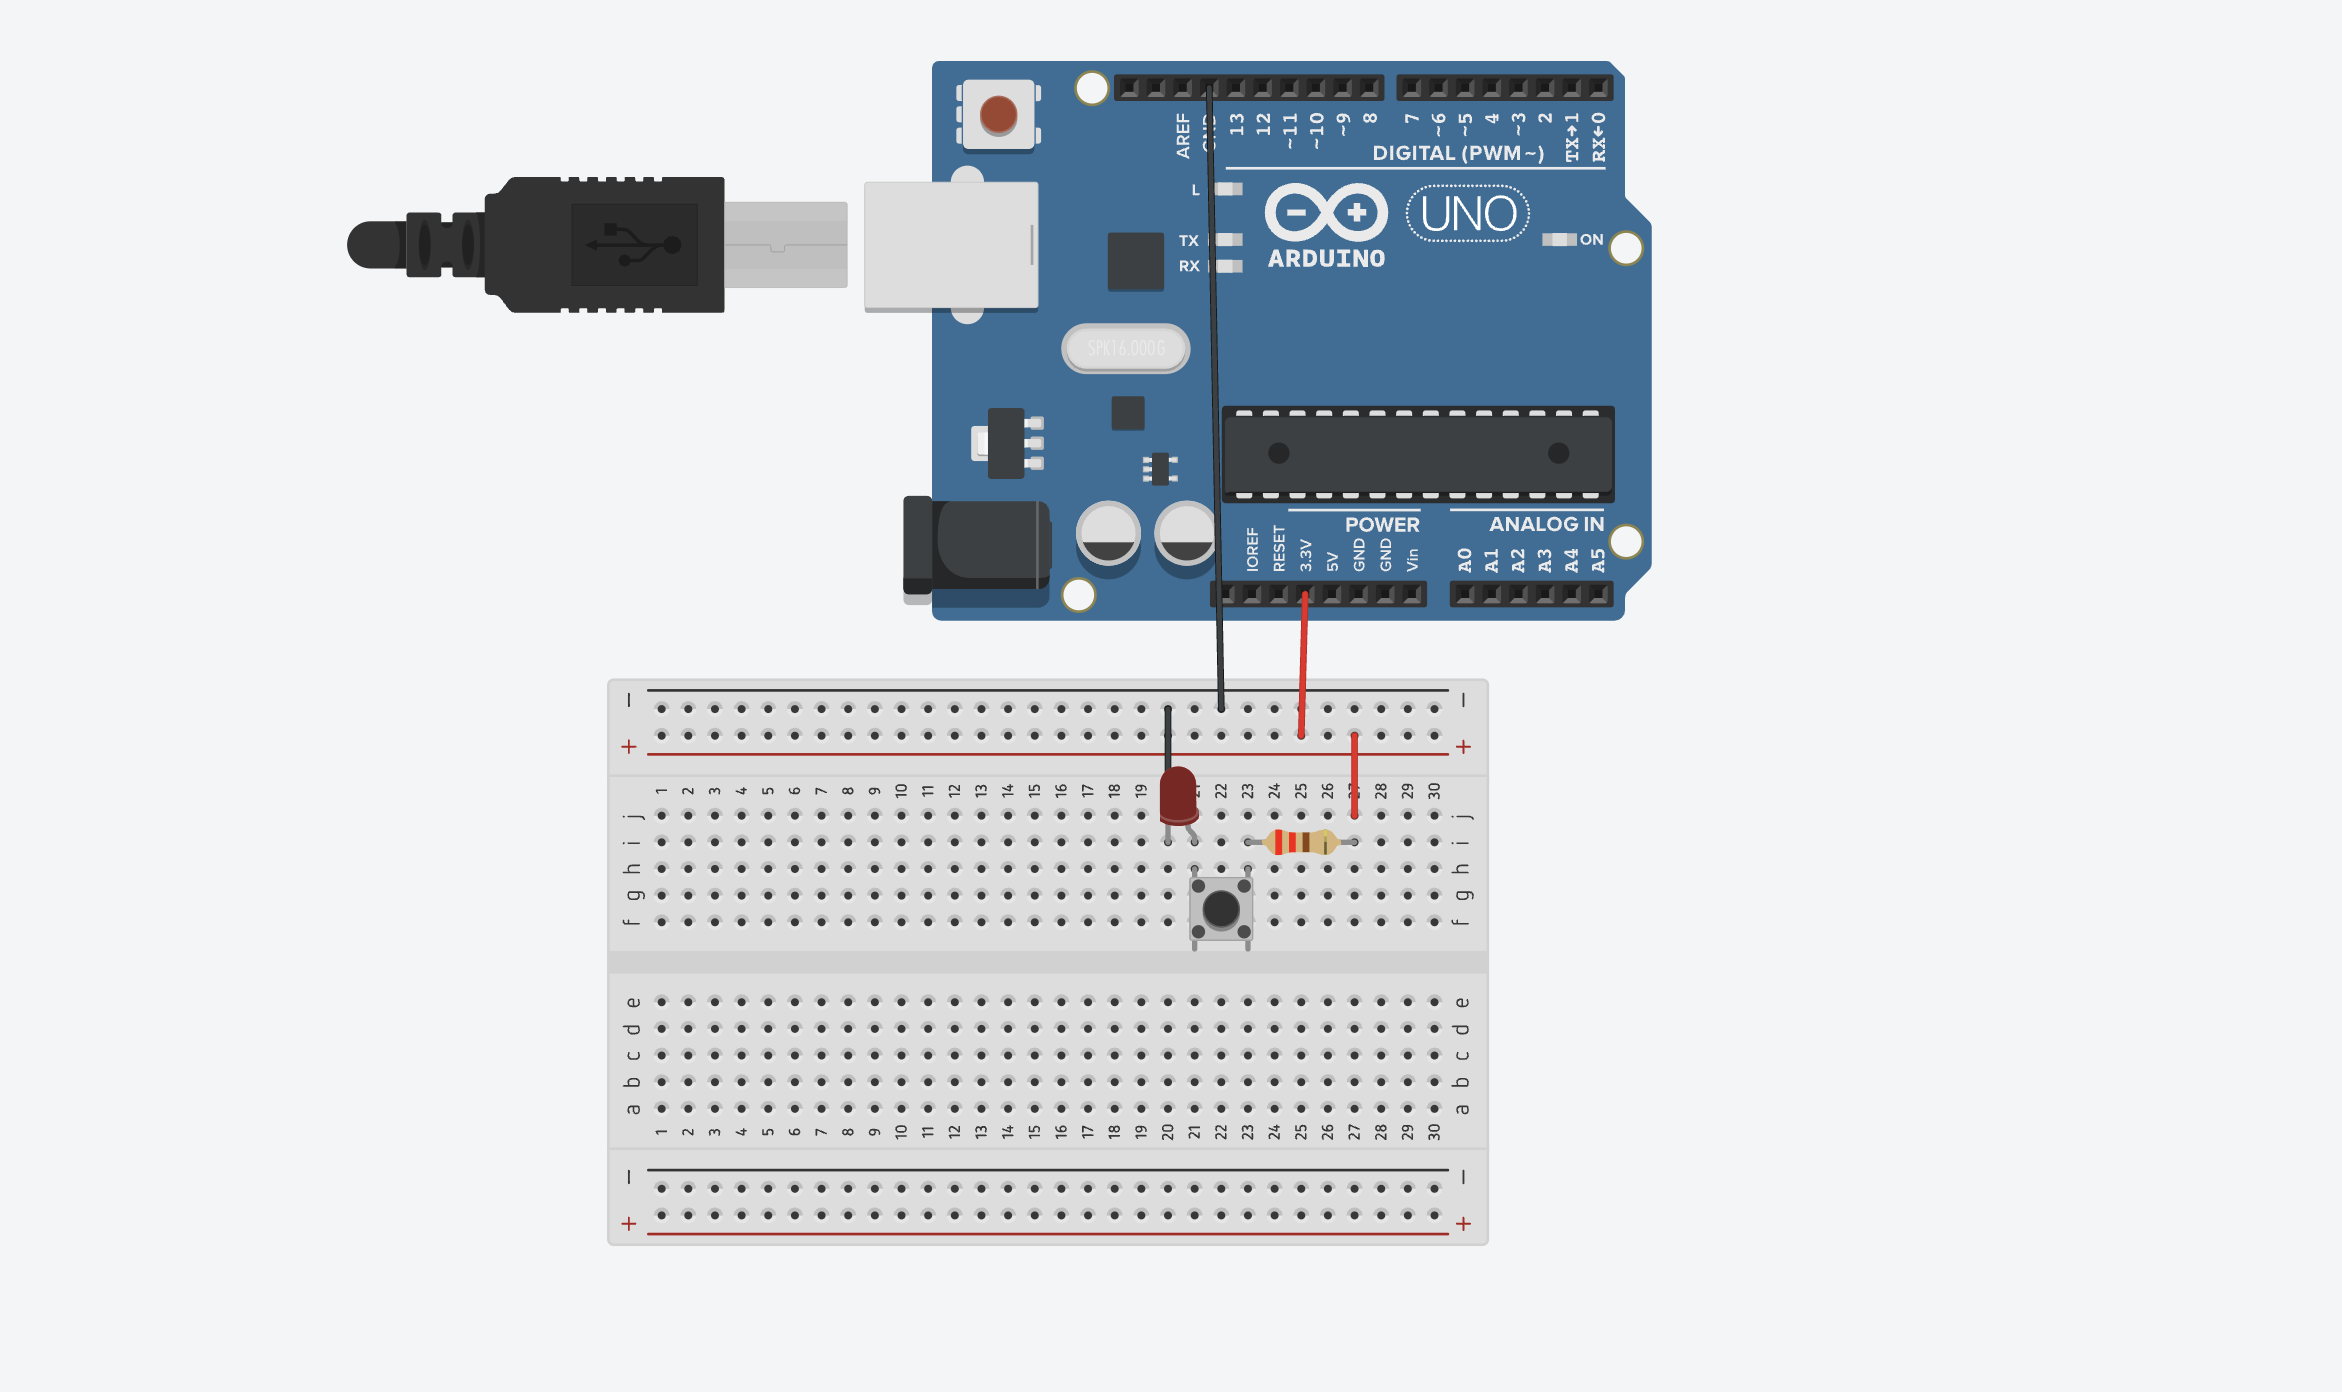 AREF
GND
13
12
~11
~10
~9
8
7
~6
~5
4
~3
2
TX→1
RX←0
DIGITAL (PWM~)
L
TX
RX
ARDUINO
UNO
ON
SPK16.000G
POWER
ANALOG IN
IOREF
RESET
3.3V
5V
GND
GND
Vin
A0
A1
A2
A3
A4
A5
− −
+ +
1 2 3 4 5 6 7 8 9 10 11 12 13 14 15 16 17 18 19 21 22 23 24 25 26 27 28 29 30
j j
i i
h h
g g
f f
e e
d d
c c
b b
a a
1 2 3 4 5 6 7 8 9 10 11 12 13 14 15 16 17 18 19 20 21 22 23 24 25 26 27 28 29 30
− −
+ +